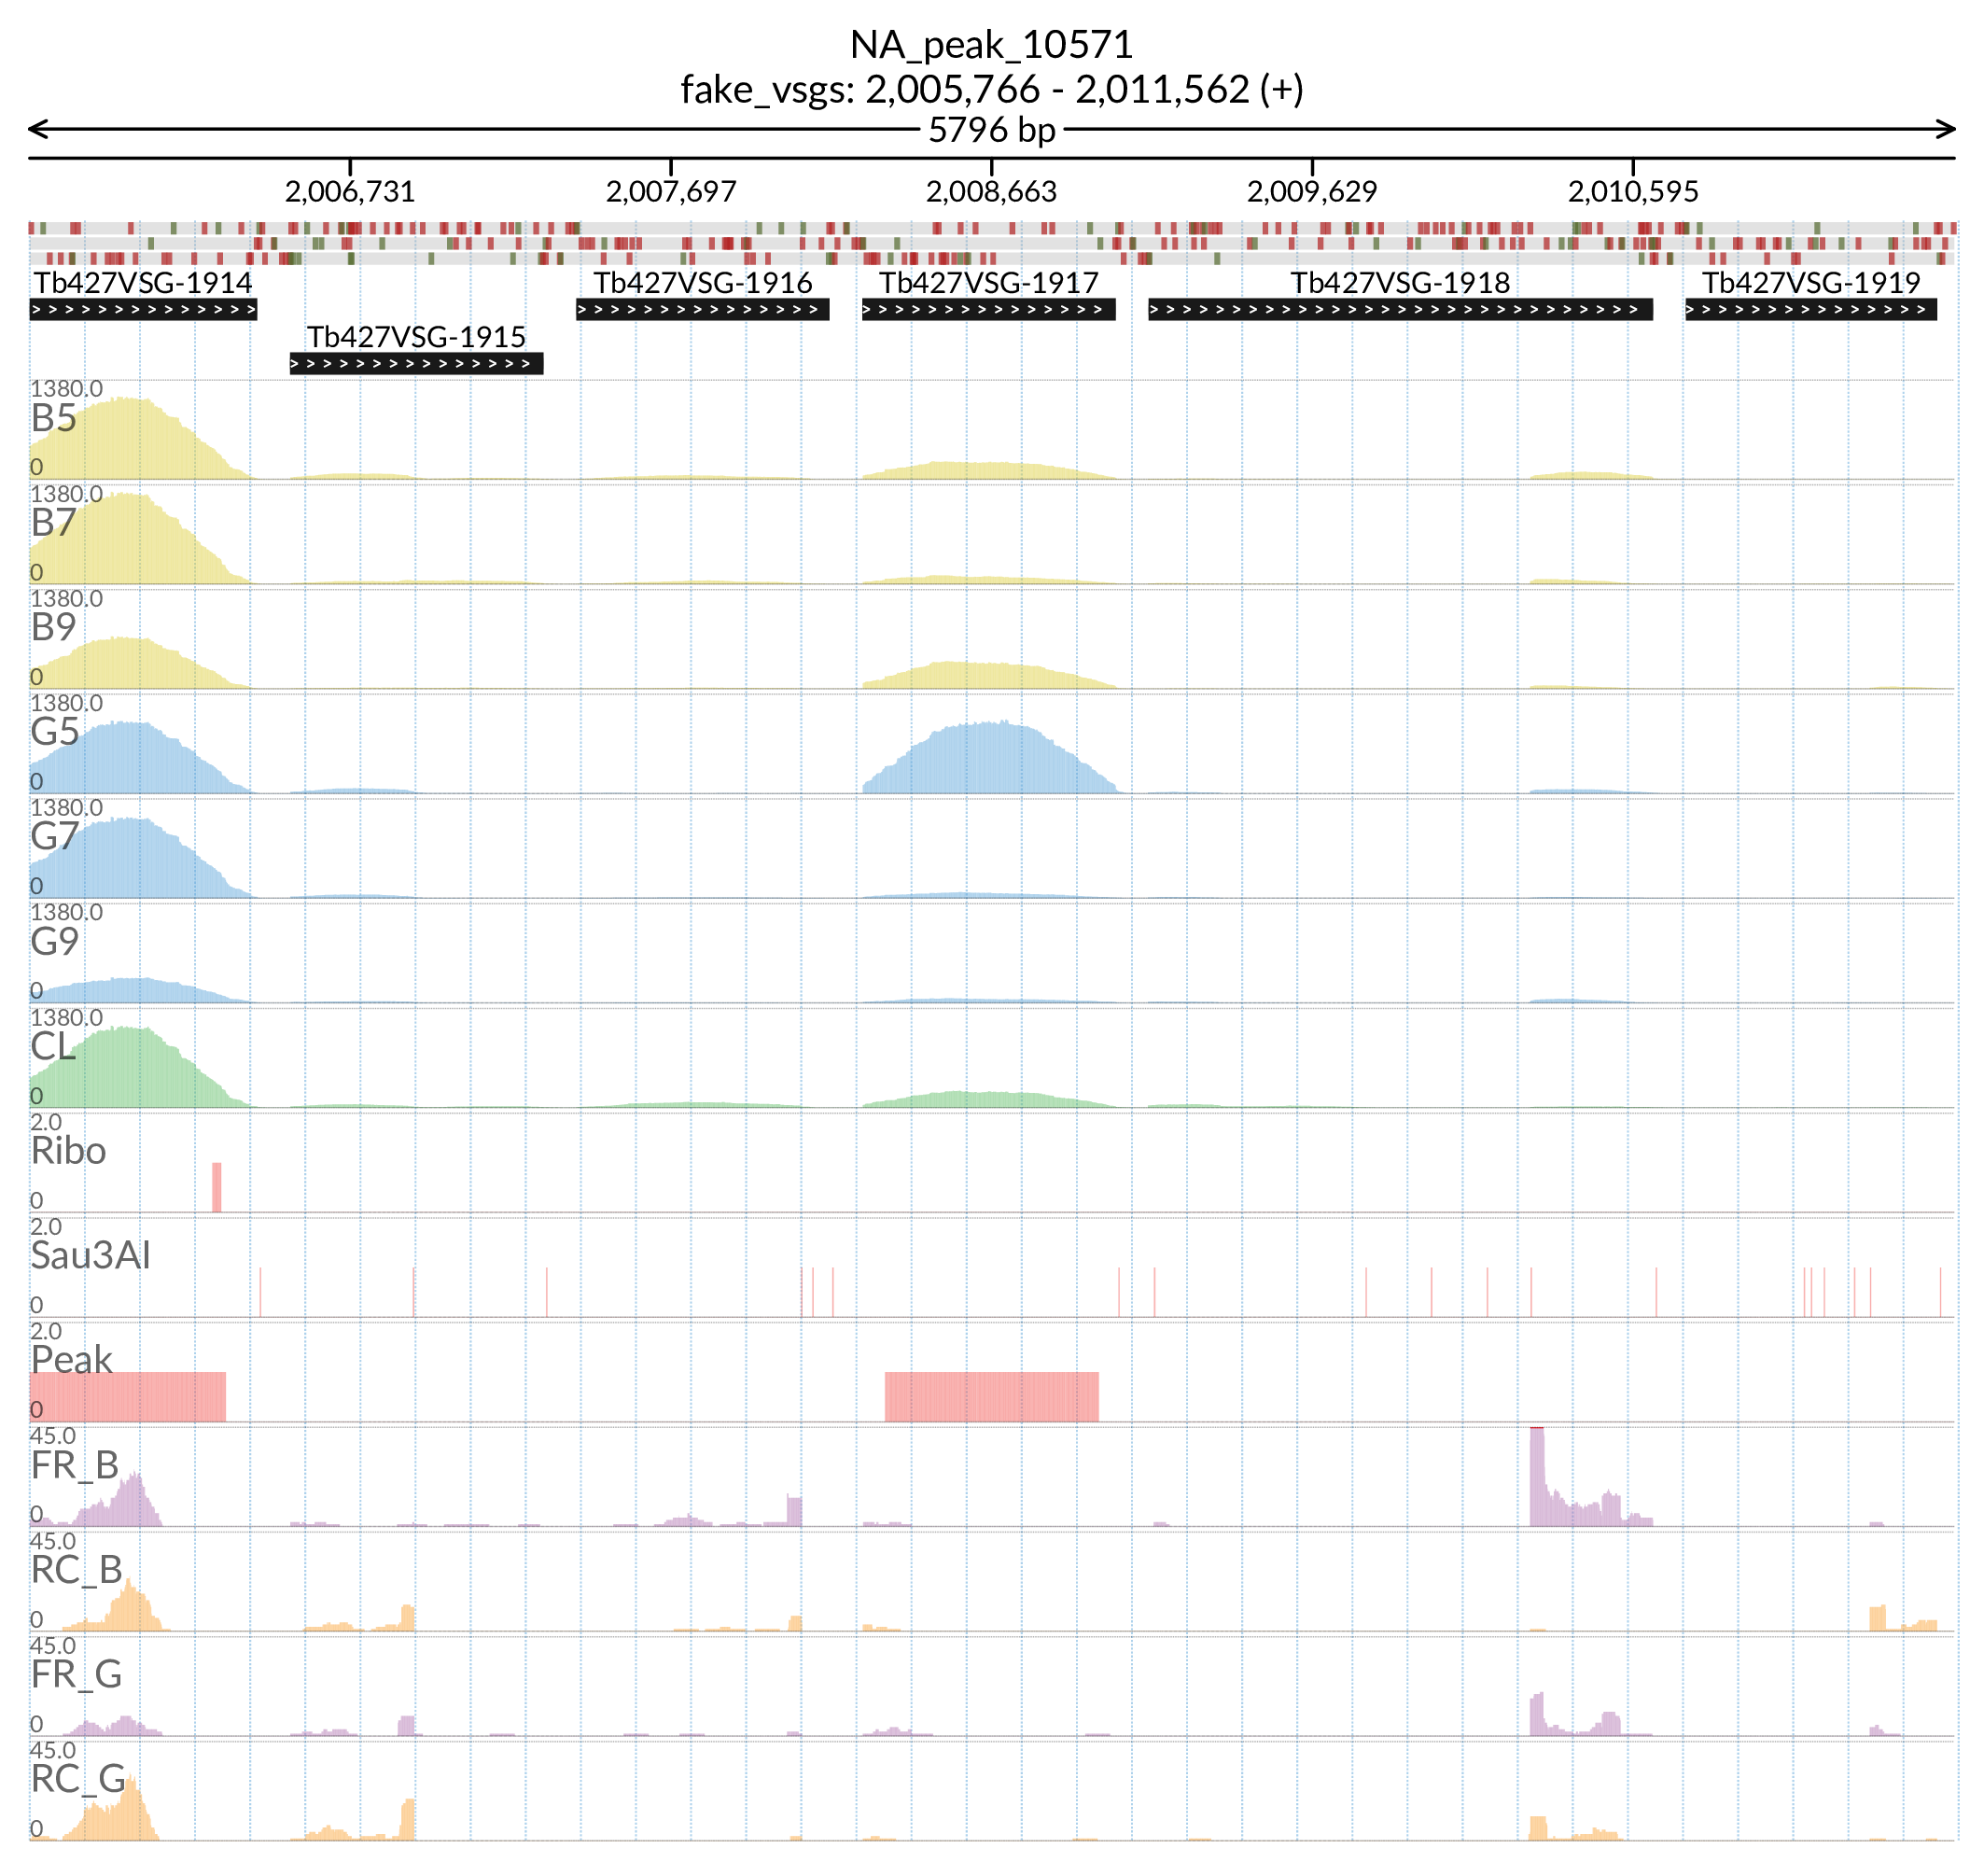 NA_peak_10571
fake_vsgs: 2,005,766 - 2,011,562 (+)
5796 bp
2,006,731 2,007,697 2,008,663 2,009,629 2,010,595
Tb427VSG-1914 Tb427VSG-1916 Tb427VSG-1917 Tb427VSG-1918 Tb427VSG-1919
Tb427VSG-1915
1380.0
B5
0
1380.0
B7
0
1380.0
B9
0
1380.0
G5
0
1380.0
G7
0
1380.0
G9
0
1380.0
CL
0
2.0
Ribo
0
2.0
Sau3AI
0
2.0
Peak
0
45.0
FR_B
0
45.0
RC_B
0
45.0
FR_G
0
45.0
RC_G
0